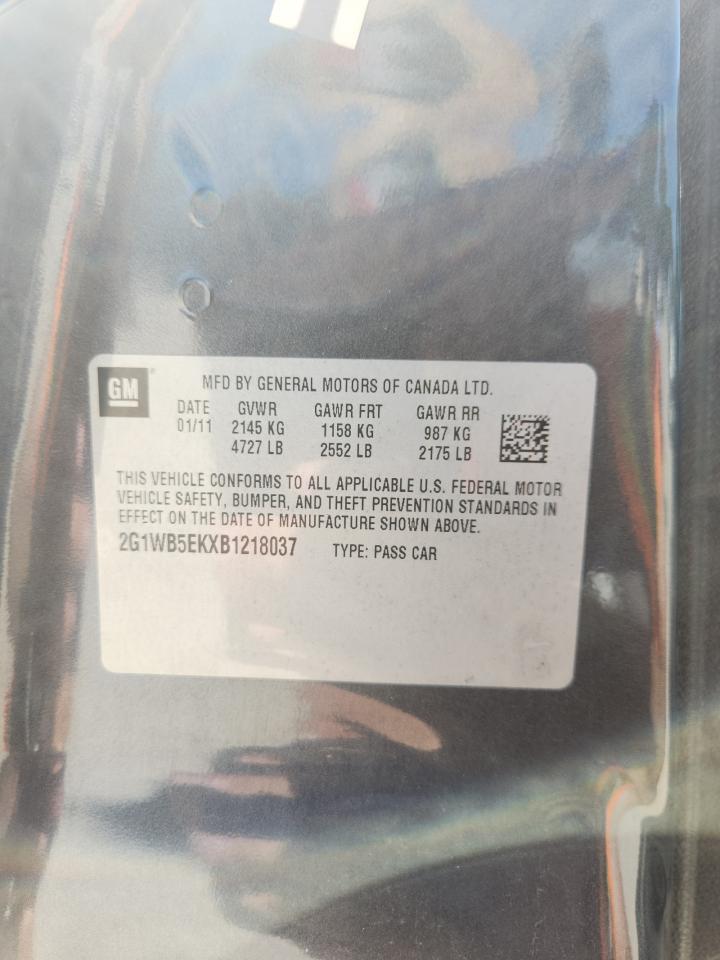 GM
MFD BY GENERAL MOTORS OF CANADA LTD.
DATE GVWR GAWR FRT GAWR RR
01/11 2145 KG 1158 KG 987 KG
4727 LB 2552 LB 2175 LB
THIS VEHICLE CONFORMS TO ALL APPLICABLE U.S. FEDERAL MOTOR
VEHICLE SAFETY, BUMPER, AND THEFT PREVENTION STANDARDS IN
EFFECT ON THE DATE OF MANUFACTURE SHOWN ABOVE.
2G1WB5EKXB1218037 TYPE: PASS CAR